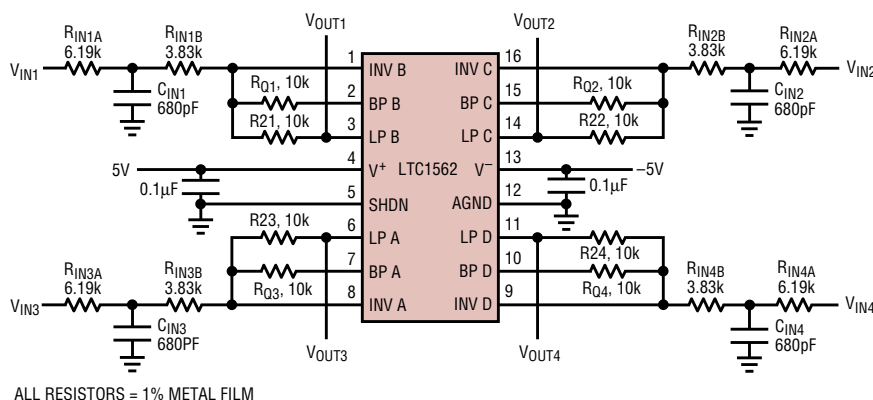 VOUT1
VOUT2
RIN1A
6.19k
RIN1B
3.83k
RIN2B
3.83k
RIN2A
6.19k
VIN1
VIN2
CIN1
680pF
CIN2
680pF
1
INV B
INV C
16
RQ1, 10k
2
BP B
BP C
15
RQ2, 10k
R21, 10k
3
LP B
LP C
14
R22, 10k
5V
4
V+
LTC1562
V–
13
–5V
0.1µF
0.1µF
5
SHDN
AGND
12
R23, 10k
6
LP A
LP D
11
R24, 10k
7
BP A
BP D
10
RQ3, 10k
RQ4, 10k
8
INV A
INV D
9
RIN3A
6.19k
RIN3B
3.83k
RIN4B
3.83k
RIN4A
6.19k
VIN3
VIN4
CIN3
680PF
CIN4
680pF
VOUT3
VOUT4
ALL RESISTORS = 1% METAL FILM